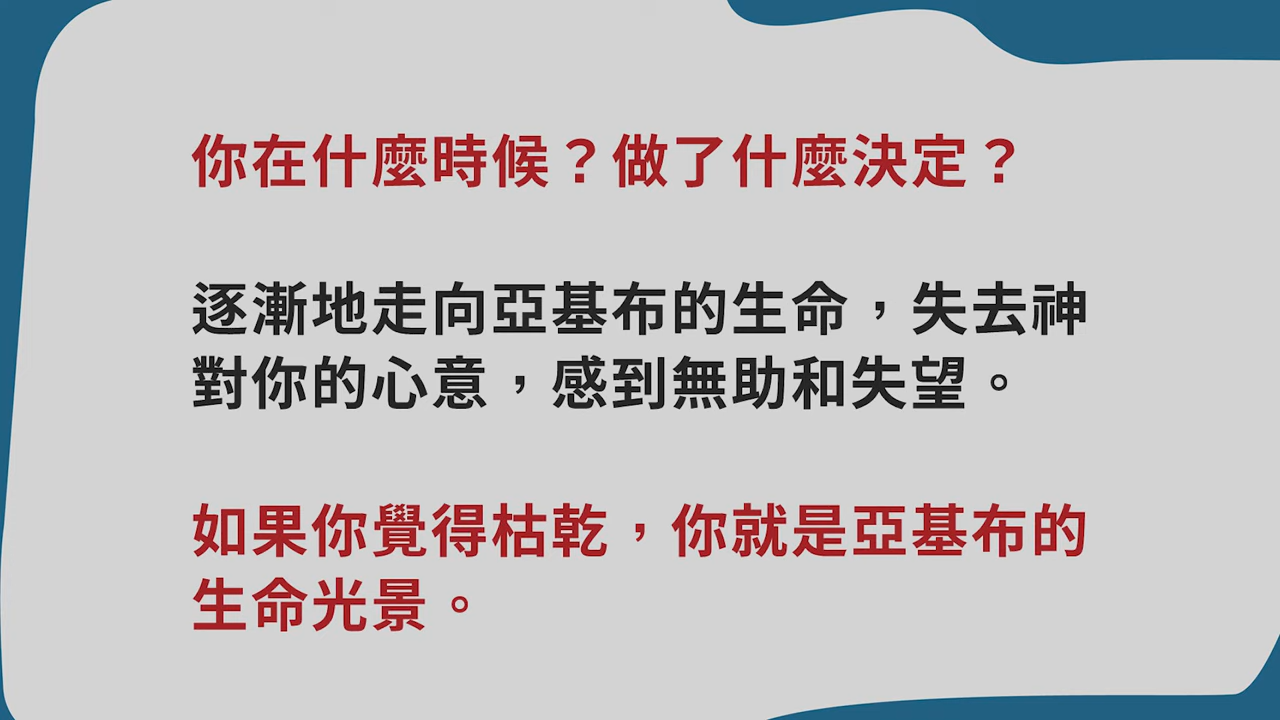 你在什麼時候？做了什麼決定？
逐漸地走向亞基布的生命，失去神
對你的心意，感到無助和失望。
如果你覺得枯乾，你就是亞基布的
生命光景。